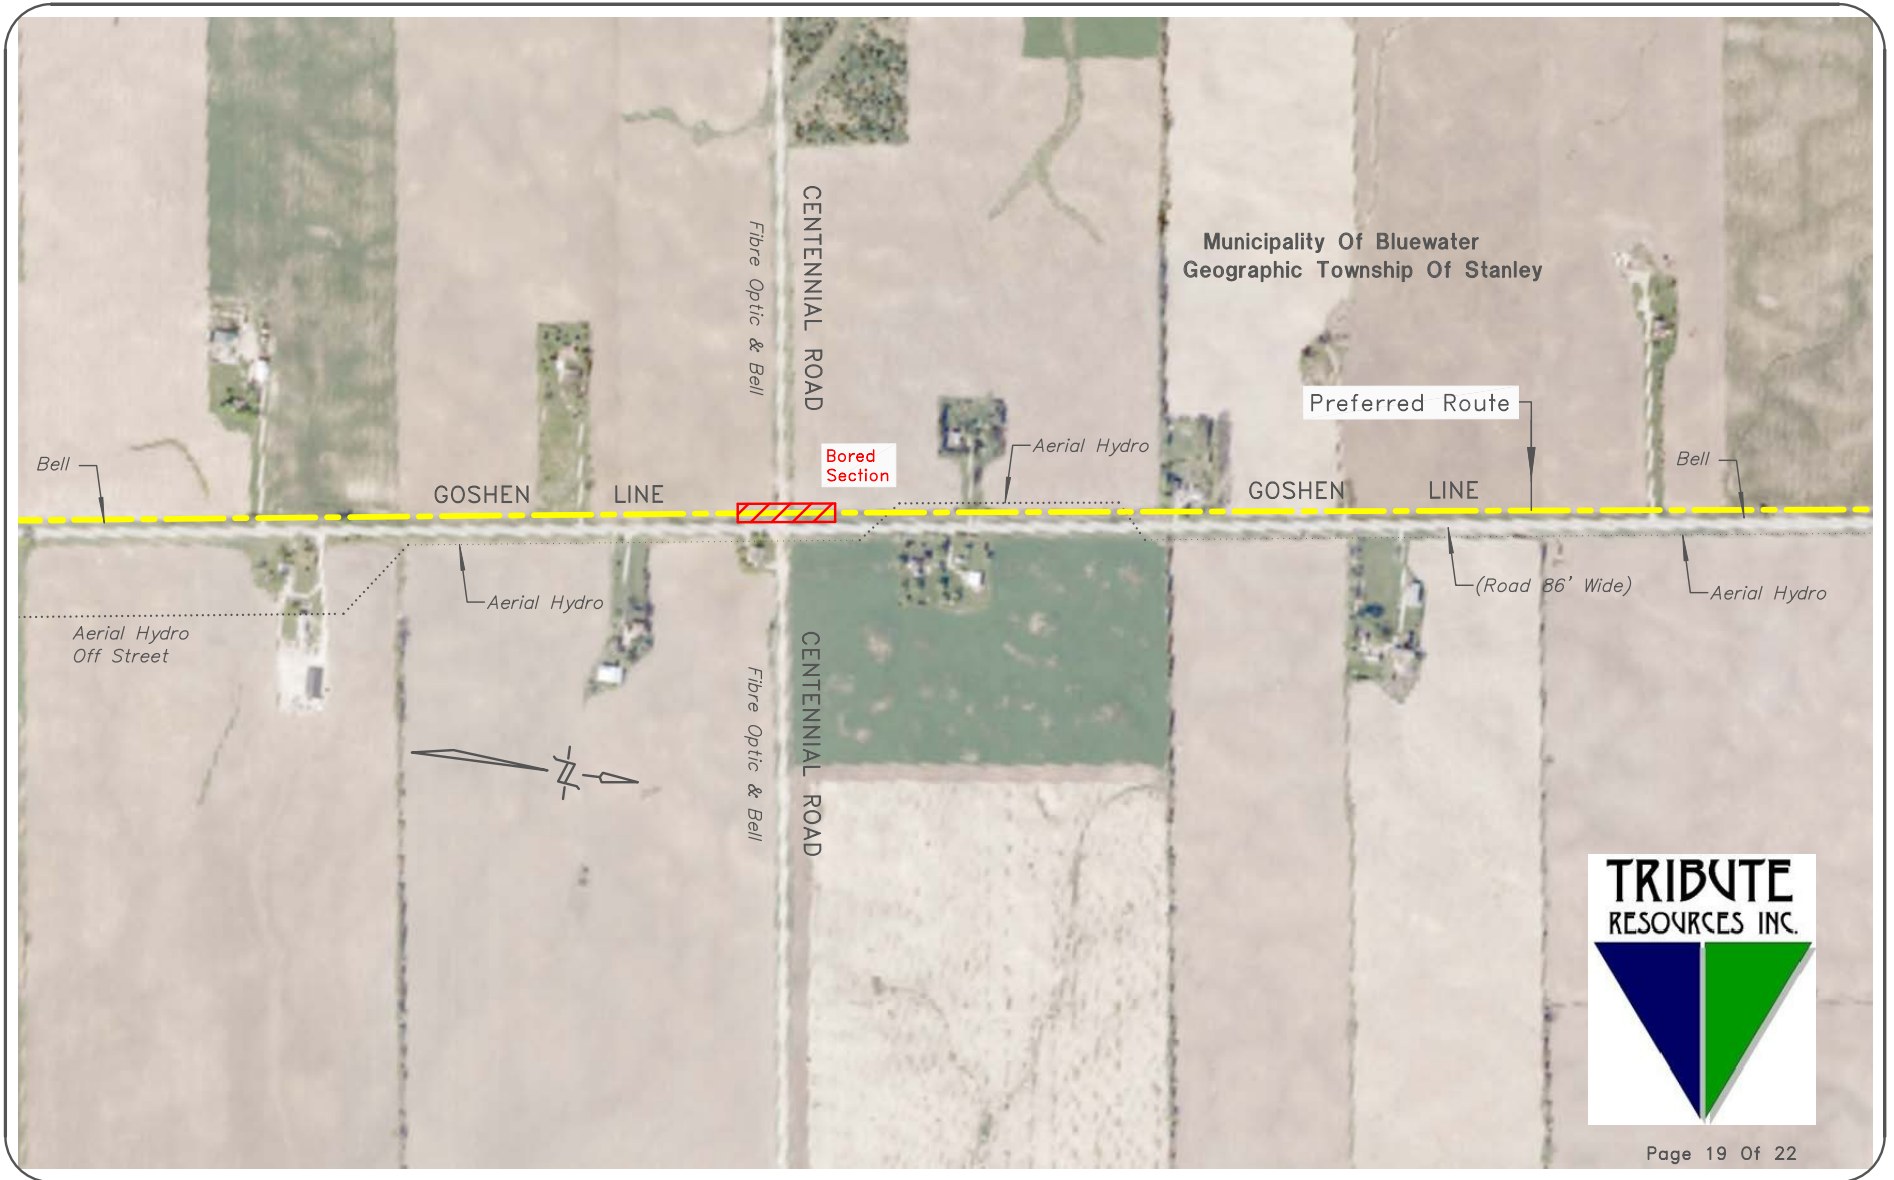 CENTENNIAL ROAD
Fibre Optic & Bell
Municipality Of Bluewater
Geographic Township Of Stanley
Preferred Route
Bell
Bored
Section
Aerial Hydro
Bell
GOSHEN LINE
GOSHEN LINE
Aerial Hydro
(Road 86' Wide)
Aerial Hydro
Aerial Hydro
Off Street
CENTENNIAL ROAD
Fibre Optic & Bell
N
TRIBUTE
RESOURCES INC.
Page 19 Of 22